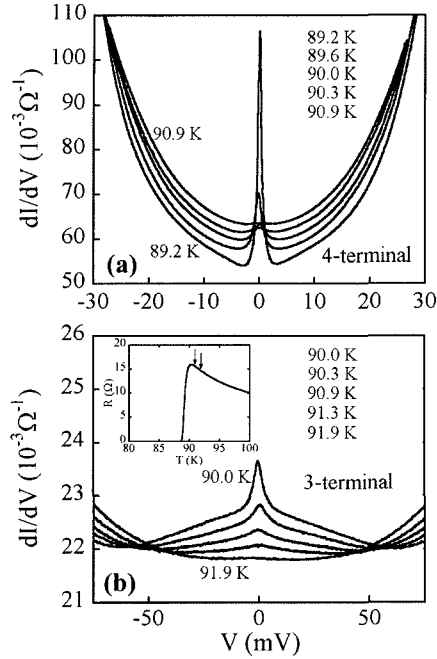 110
100
90
80
70
60
50
dI/dV (10⁻³Ω⁻¹)
89.2 K
89.6 K
90.0 K
90.3 K
90.9 K
90.9 K
89.2 K
(a)
4-terminal
-30 -20 -10 0 10 20 30
26
25
24
23
22
21
dI/dV (10⁻³Ω⁻¹)
20
15
10
5
0
R (Ω)
80 85 90 95 100
T (K)
90.0 K
90.3 K
90.9 K
91.3 K
91.9 K
90.0 K
3-terminal
(b)
91.9 K
-50 0 50
V (mV)